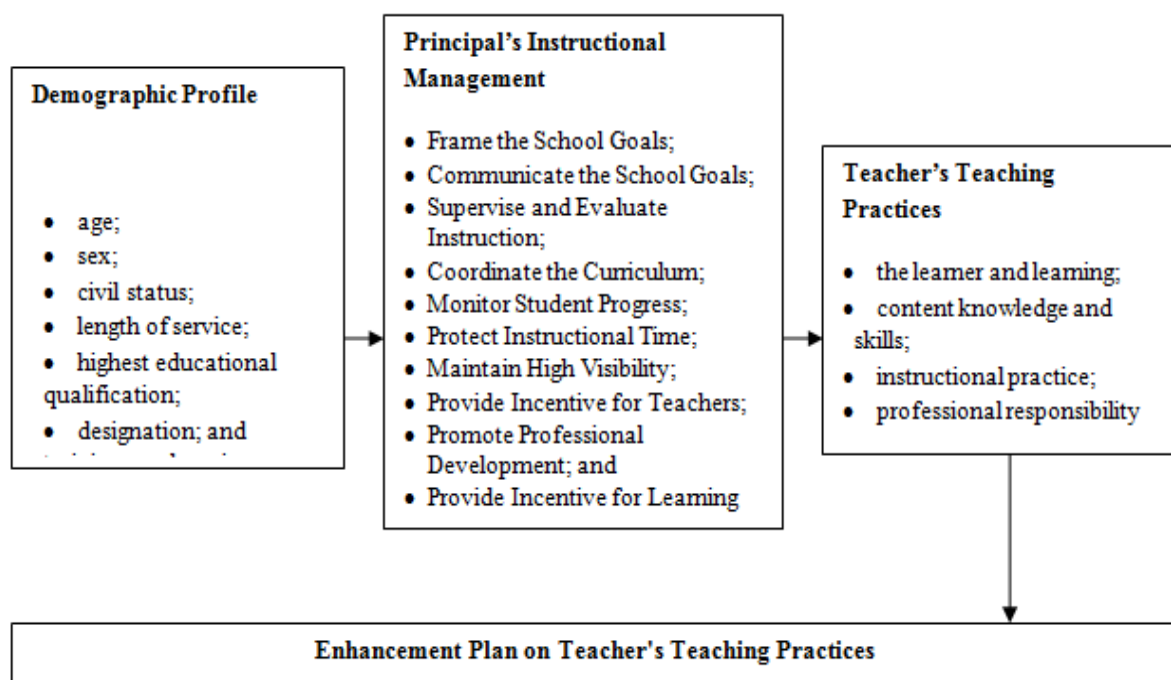 Demographic Profile
● age;
● sex;
● civil status;
● length of service;
● highest educational
qualification;
● designation; and
Principal’s Instructional
Management
● Frame the School Goals;
● Communicate the School Goals;
● Supervise and Evaluate
Instruction;
● Coordinate the Curriculum;
● Monitor Student Progress;
● Protect Instructional Time;
● Maintain High Visibility;
● Provide Incentive for Teachers;
● Promote Professional
Development; and
● Provide Incentive for Learning
Teacher’s Teaching
Practices
● the learner and learning;
● content knowledge and
skills;
● instructional practice;
● professional responsibility
Enhancement Plan on Teacher's Teaching Practices